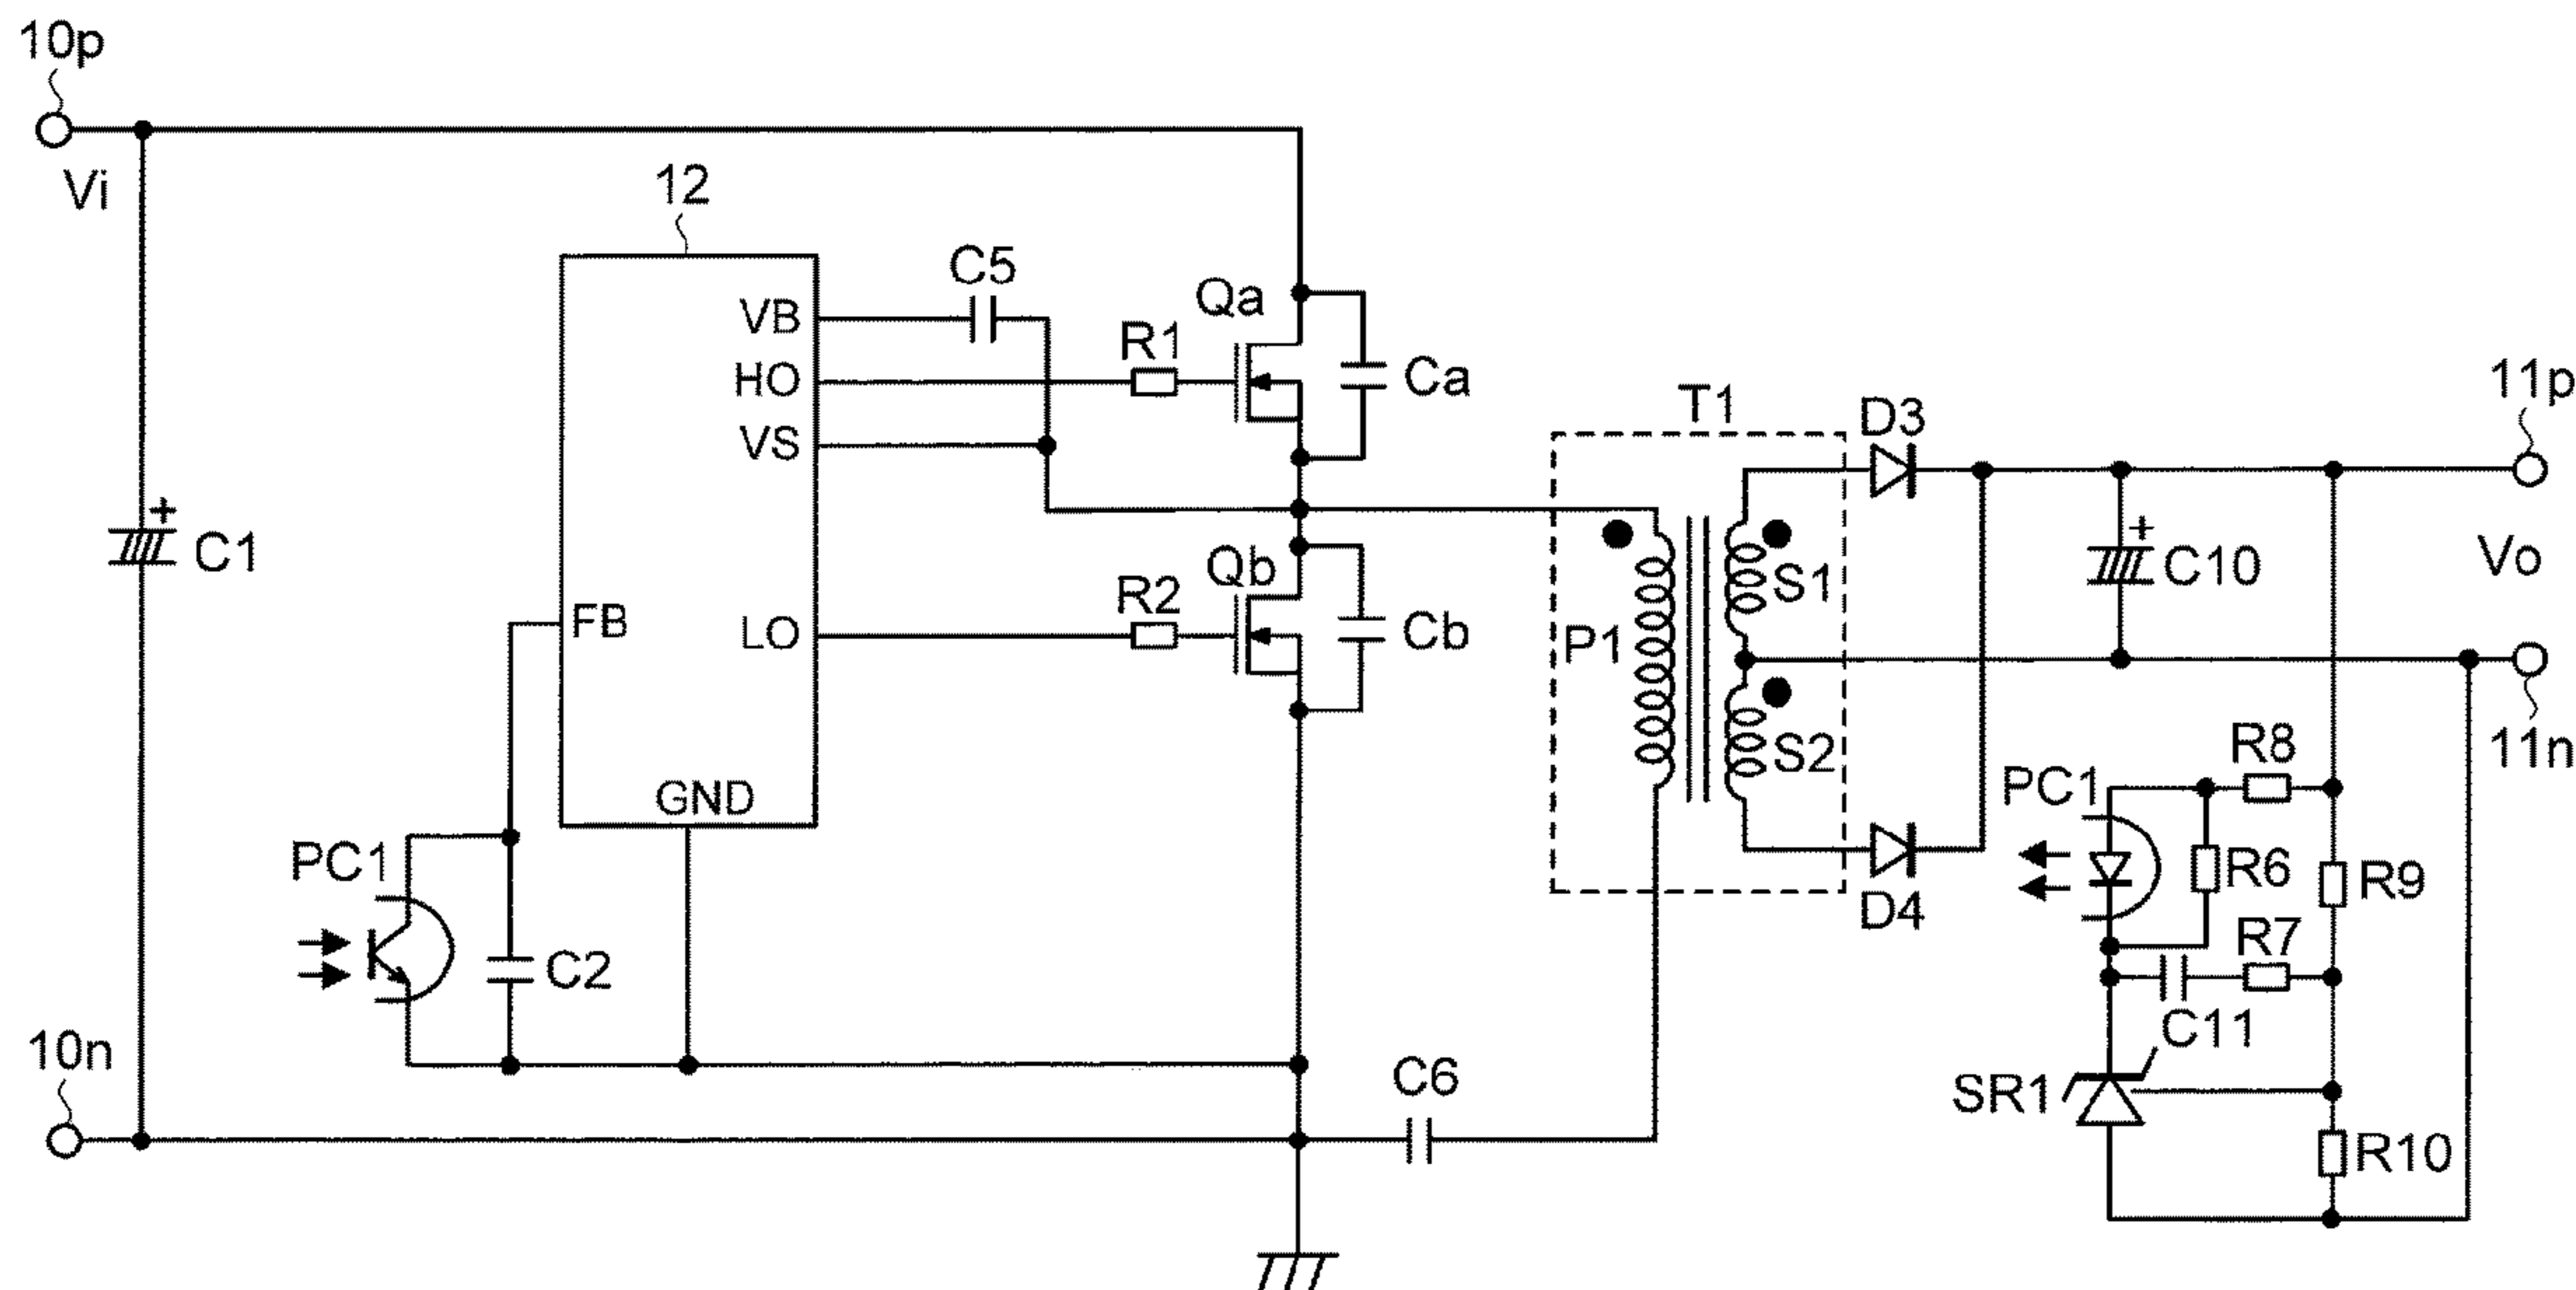 10p
Vi
12
C5
VB
HO
VS
FB
LO
GND
R1
Qa
Ca
R2
Qb
Cb
C1
+
PC1
C2
10n
C6
T1
P1
S1
S2
D3
D4
+
C10
11p
Vo
11n
PC1
R8
R6
R9
R7
C11
SR1
R10